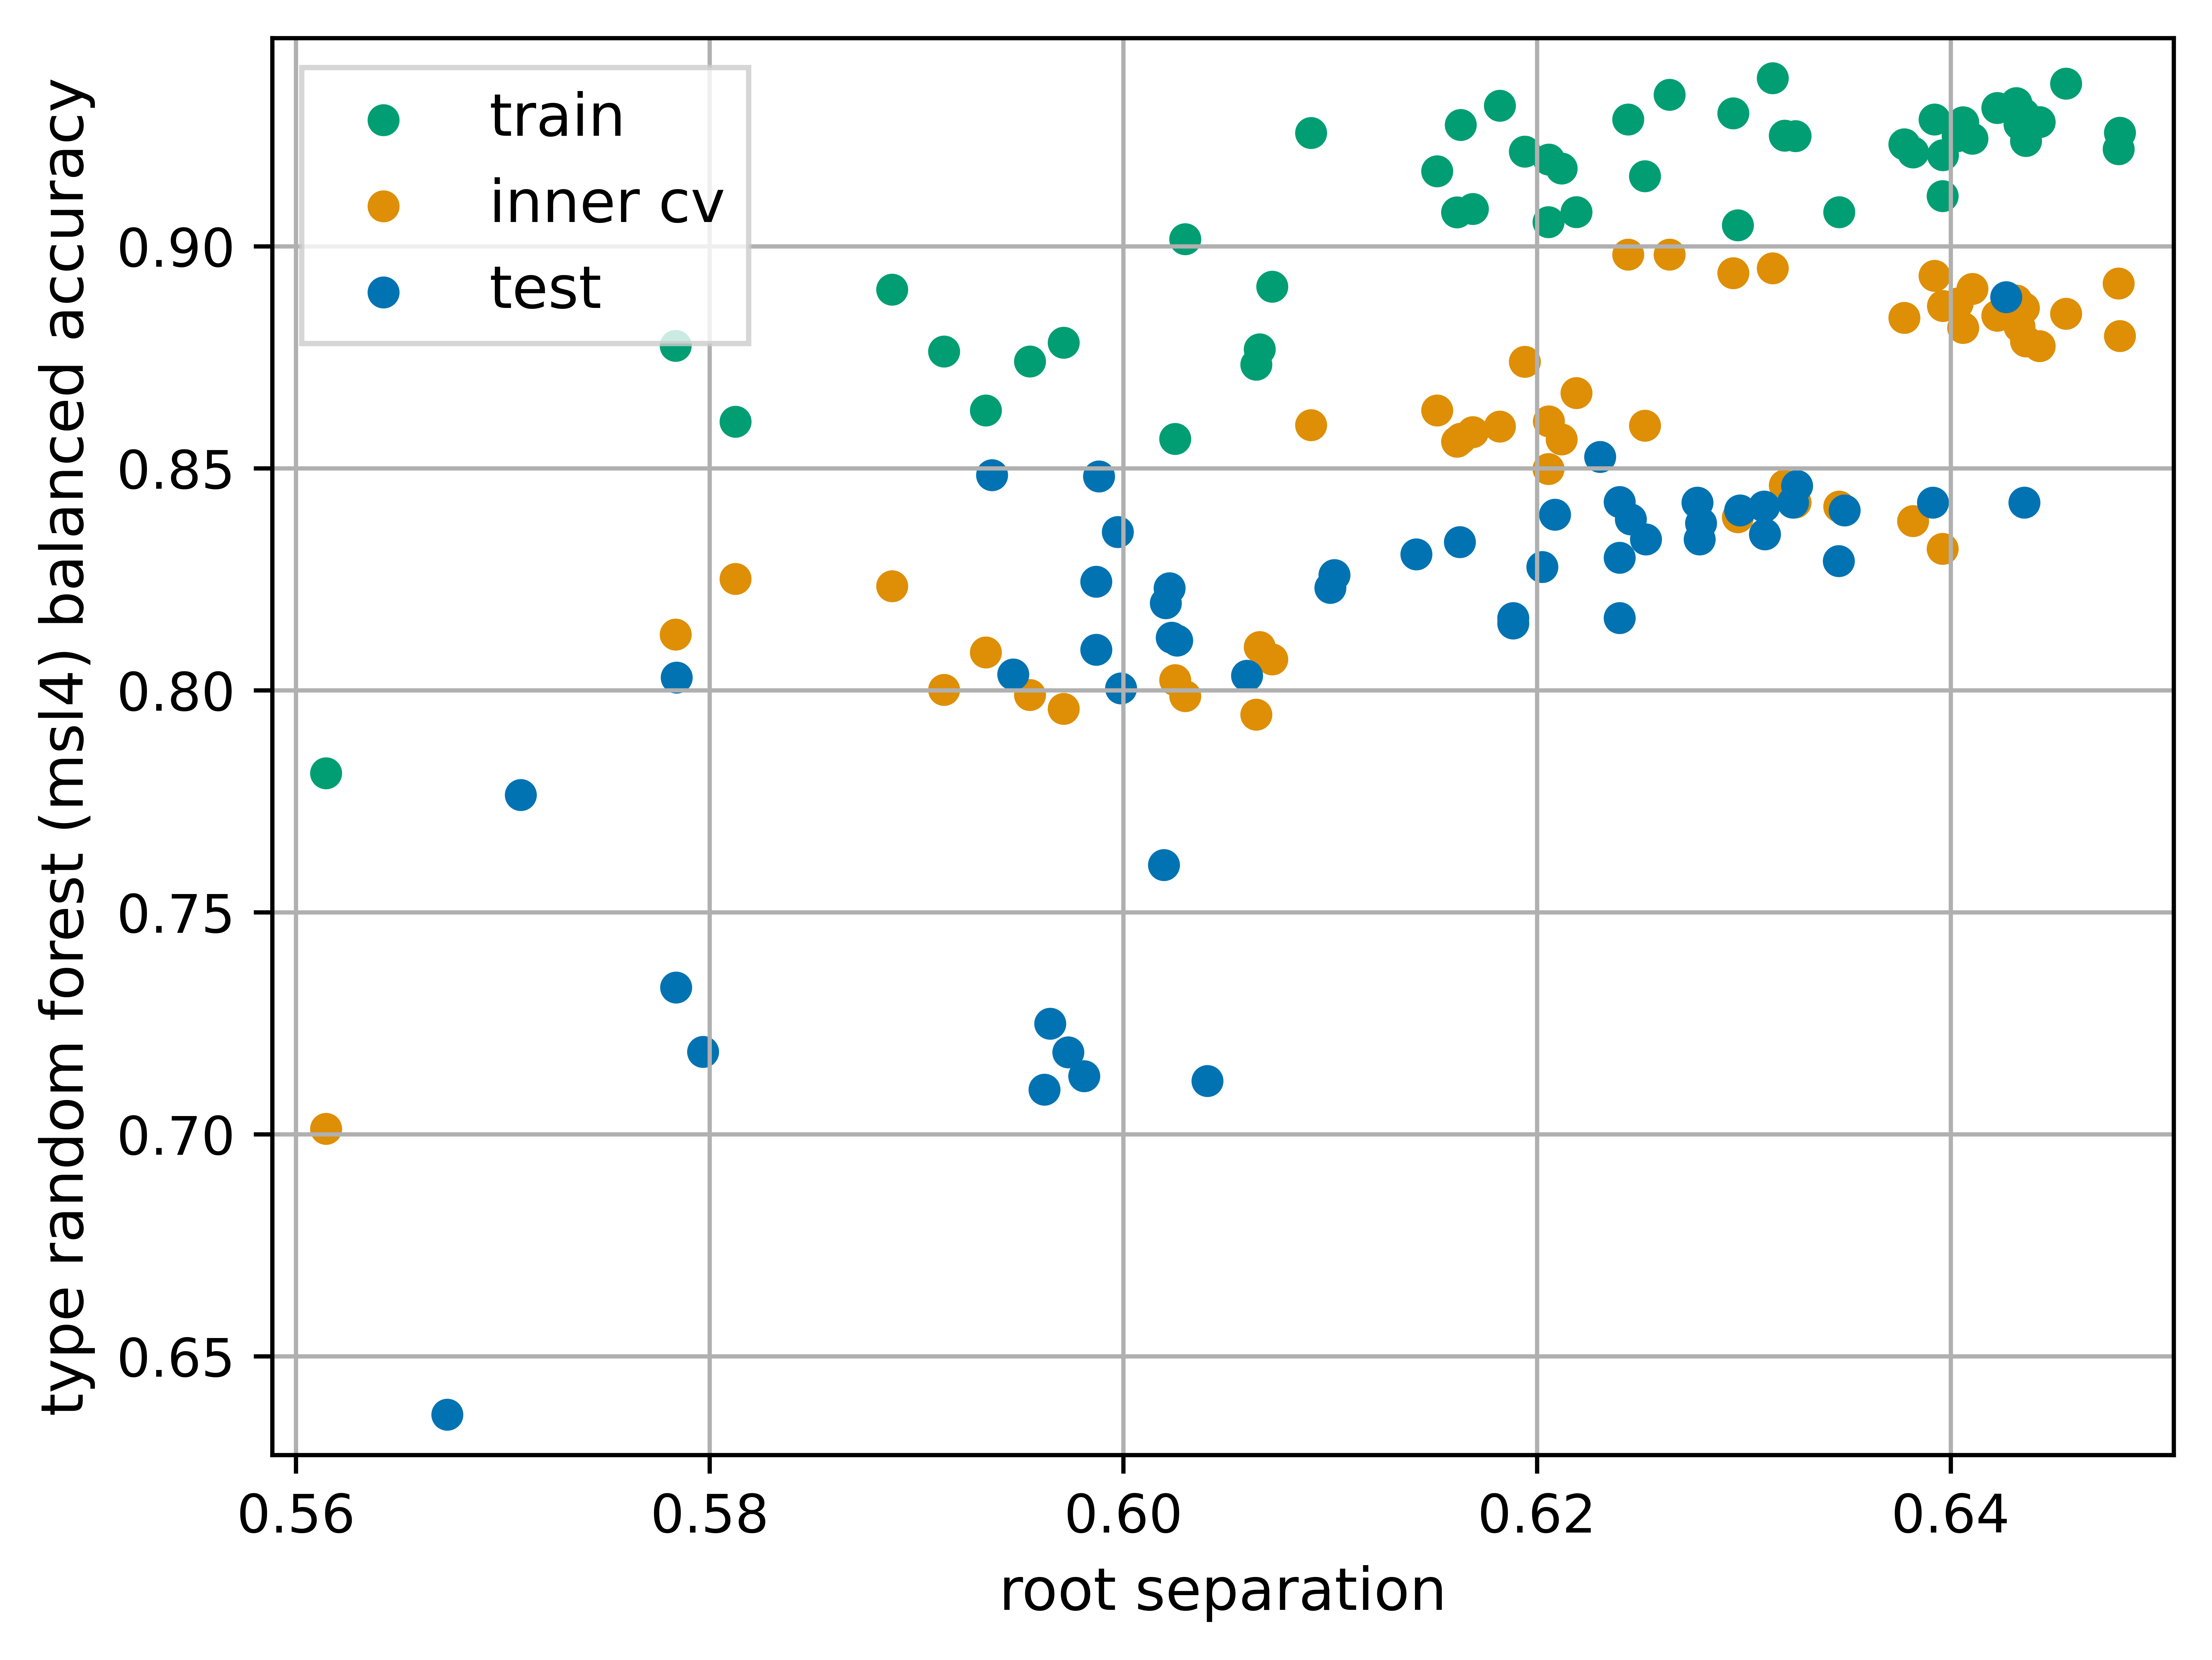 train
inner cv
test
type random forest (msl4) balanced accuracy
0.90
0.85
0.80
0.75
0.70
0.65
0.56
0.58
0.60
0.62
0.64
root separation